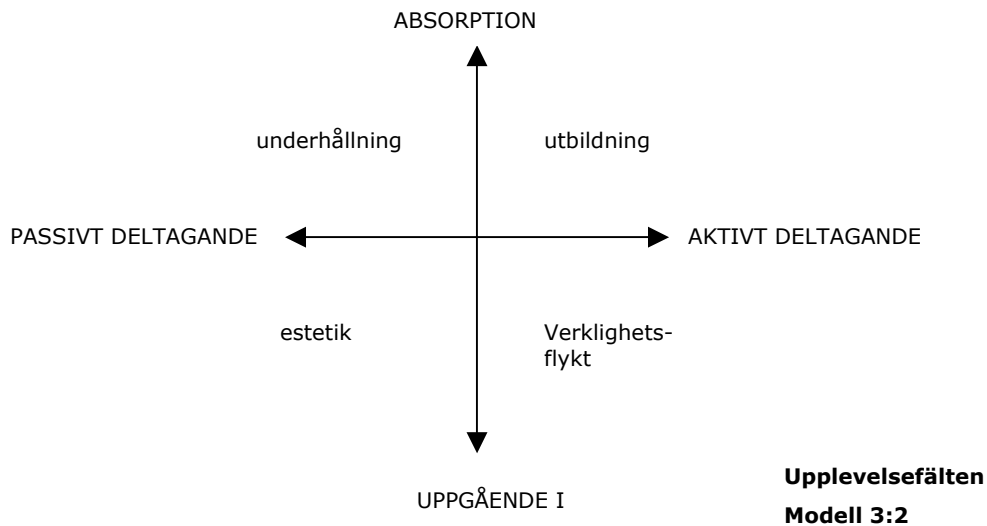 ABSORPTION
underhållning utbildning
PASSIVT DELTAGANDE AKTIVT DELTAGANDE
estetik Verklighets-
flykt
UPPGÅENDE I
Upplevelsefälten
Modell 3:2